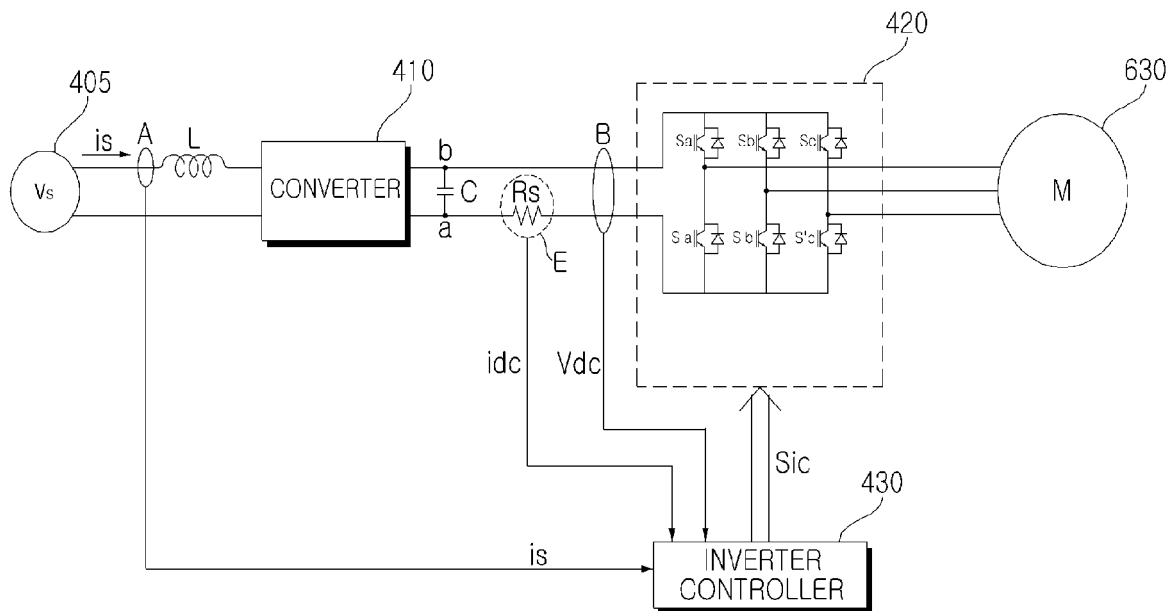 405
410
420
630
is
A
L
Vs
CONVERTER
b
C
a
Rs
E
B
Sa
Sb
Sc
S'a
S'b
S'c
M
idc
Vdc
Sic
430
is
INVERTER
CONTROLLER